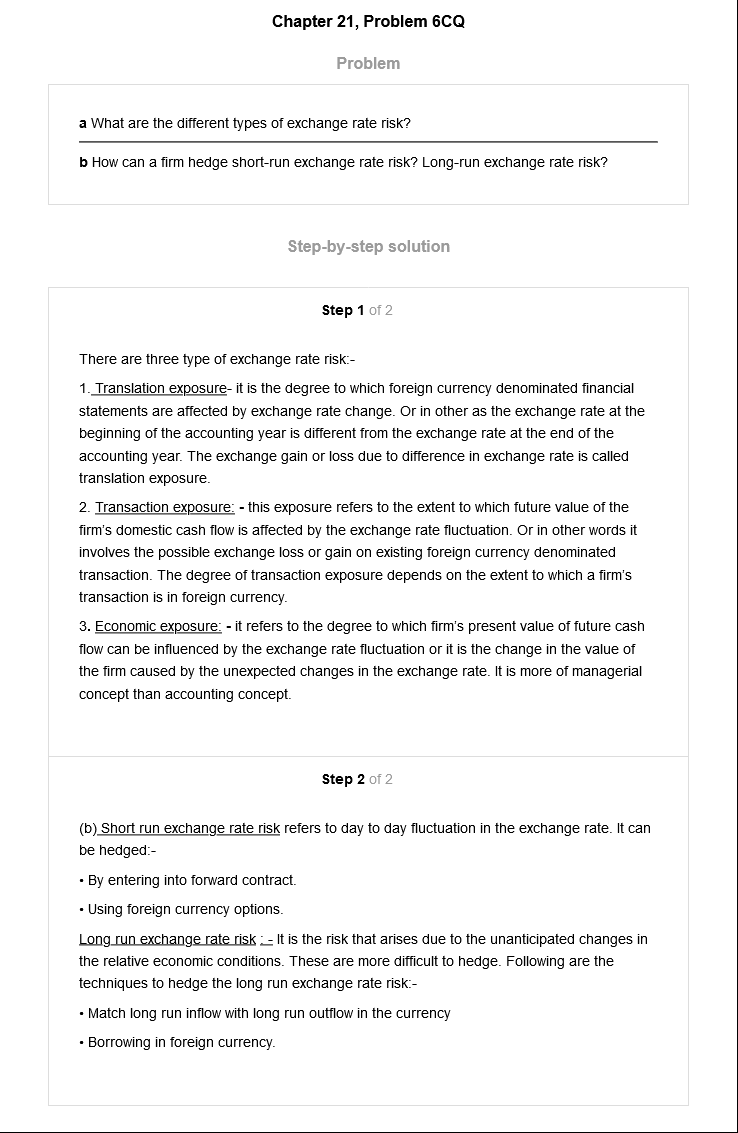 Chapter 21, Problem 6CQ
Problem
a What are the different types of exchange rate risk?
b How can a firm hedge short-run exchange rate risk? Long-run exchange rate risk?
Step-by-step solution
Step 1 of 2
There are three type of exchange rate risk:-
1. Translation exposure- it is the degree to which foreign currency denominated financial
statements are affected by exchange rate change. Or in other as the exchange rate at the
beginning of the accounting year is different from the exchange rate at the end of the
accounting year. The exchange gain or loss due to difference in exchange rate is called
translation exposure.
2. Transaction exposure: - this exposure refers to the extent to which future value of the
firm's domestic cash flow is affected by the exchange rate fluctuation. Or in other words it
involves the possible exchange loss or gain on existing foreign currency denominated
transaction. The degree of transaction exposure depends on the extent to which a firm's
transaction is in foreign currency.
3. Economic exposure: - it refers to the degree to which firm's present value of future cash
flow can be influenced by the exchange rate fluctuation or it is the change in the value of
the firm caused by the unexpected changes in the exchange rate. It is more of managerial
concept than accounting concept.
Step 2 of 2
(b) Short run exchange rate risk refers to day to day fluctuation in the exchange rate. It can
be hedged:-
• By entering into forward contract.
• Using foreign currency options.
Long run exchange rate risk : - It is the risk that arises due to the unanticipated changes in
the relative economic conditions. These are more difficult to hedge. Following are the
techniques to hedge the long run exchange rate risk:-
• Match long run inflow with long run outflow in the currency
• Borrowing in foreign currency.